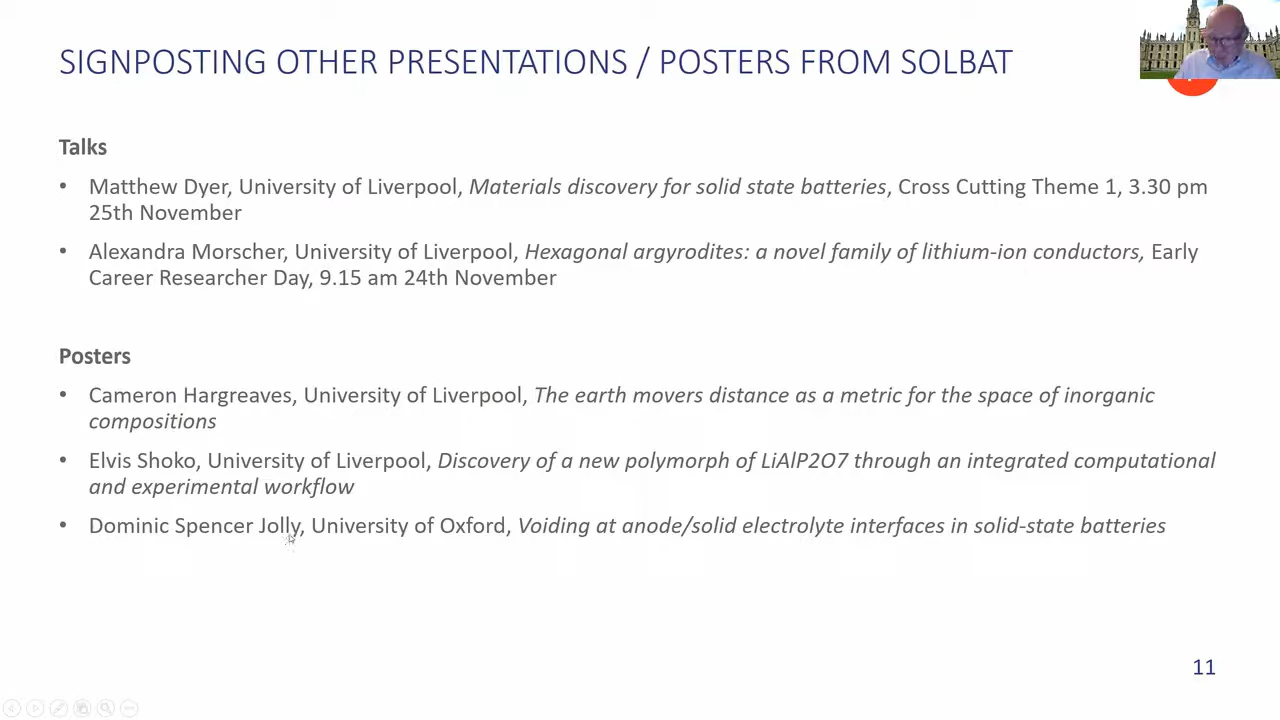 SIGNPOSTING OTHER PRESENTATIONS / POSTERS FROM SOLBAT
Talks
• Matthew Dyer, University of Liverpool, Materials discovery for solid state batteries, Cross Cutting Theme 1, 3.30 pm
25th November
• Alexandra Morscher, University of Liverpool, Hexagonal argyrodites: a novel family of lithium-ion conductors, Early
Career Researcher Day, 9.15 am 24th November
Posters
• Cameron Hargreaves, University of Liverpool, The earth movers distance as a metric for the space of inorganic
compositions
• Elvis Shoko, University of Liverpool, Discovery of a new polymorph of LiAlP2O7 through an integrated computational
and experimental workflow
• Dominic Spencer Jolly, University of Oxford, Voiding at anode/solid electrolyte interfaces in solid-state batteries
11